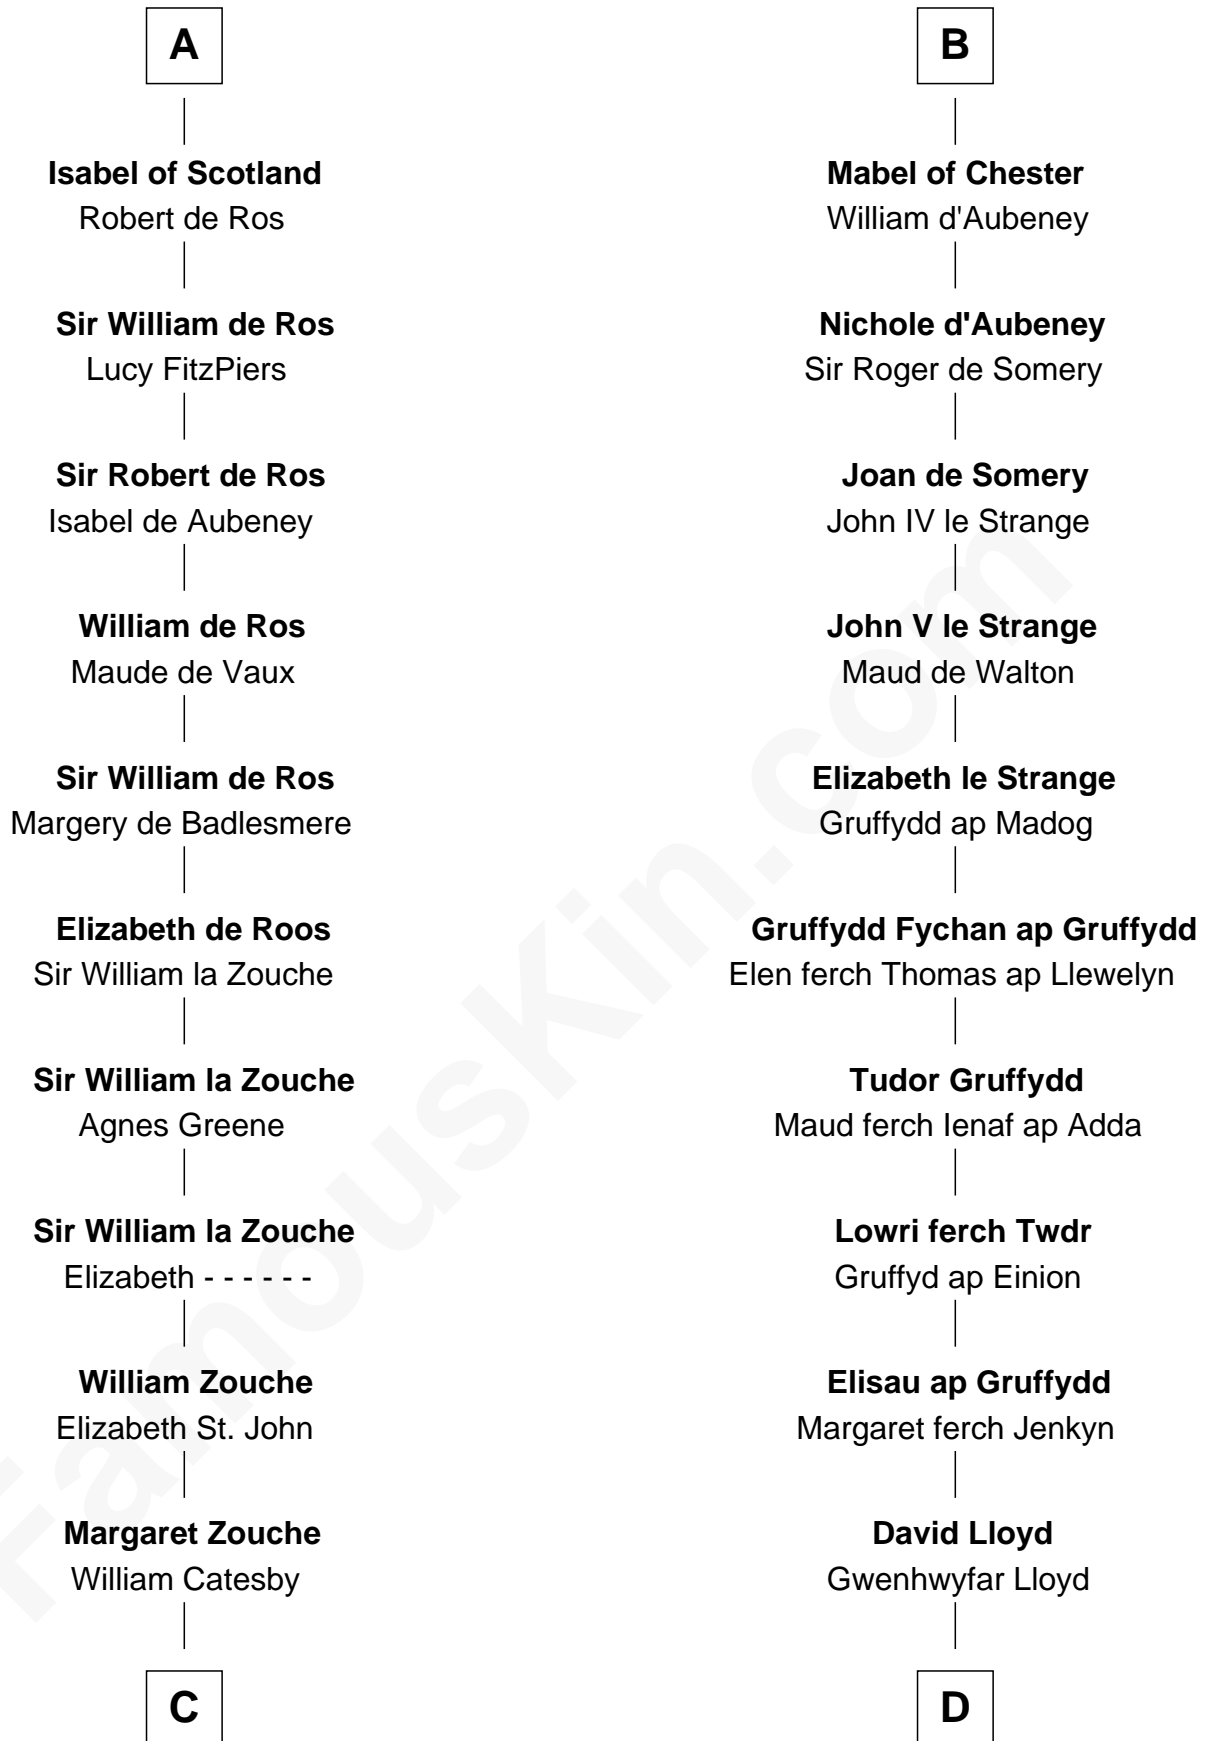 A
Isabel of Scotland
Robert de Ros
Sir William de Ros
Lucy FitzPiers
Sir Robert de Ros
Isabel de Aubeney
William de Ros
Maude de Vaux
Sir William de Ros
Margery de Badlesmere
Elizabeth de Roos
Sir William la Zouche
Sir William la Zouche
Agnes Greene
Sir William la Zouche
Elizabeth - - - - - -
William Zouche
Elizabeth St. John
Margaret Zouche
William Catesby
C
B
Mabel of Chester
William d'Aubeney
Nichole d'Aubeney
Sir Roger de Somery
Joan de Somery
John IV le Strange
John V le Strange
Maud de Walton
Elizabeth le Strange
Gruffydd ap Madog
Gruffydd Fychan ap Gruffydd
Elen ferch Thomas ap Llewelyn
Tudor Gruffydd
Maud ferch Ienaf ap Adda
Lowri ferch Twdr
Gruffyd ap Einion
Elisau ap Gruffydd
Margaret ferch Jenkyn
David Lloyd
Gwenhwyfar Lloyd
D
FamousKin.com